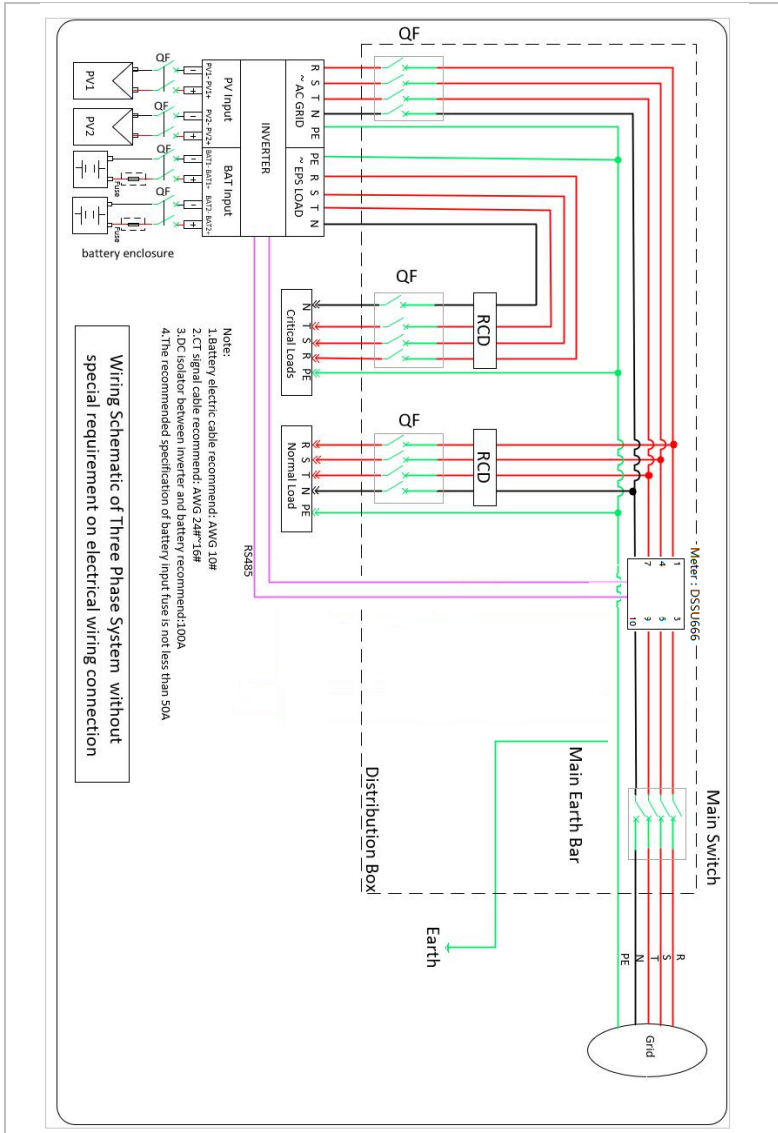 QF
PV1
QF
PV1- PV1+
PV2
QF
PV2- PV2+
PV Input
INVERTER
~ AC GRID
R
S
T
N
PE
QF
BAT1- BAT1+
Fuse
QF
BAT2- BAT2+
Fuse
BAT Input
~ EPS LOAD
PE
R
S
T
N
battery enclosure
QF
RCD
Critical Loads
N
T
S
R
PE
QF
RCD
Normal Load
R
S
T
N
PE
RS485
Meter : DSSU666
1
4
7
3
6
9
10
Note:
1.Battery electric cable recommend: AWG 10#
2.CT signal cable recommend: AWG 24#~16#
3.DC isolator between inverter and battery recommend:100A
4.The recommended specification of battery input fuse is not less than 50A
Wiring Schematic of Three Phase System without
special requirement on electrical wiring connection
Main Earth Bar
Distribution Box
Main Switch
Earth
R
S
T
N
PE
Grid